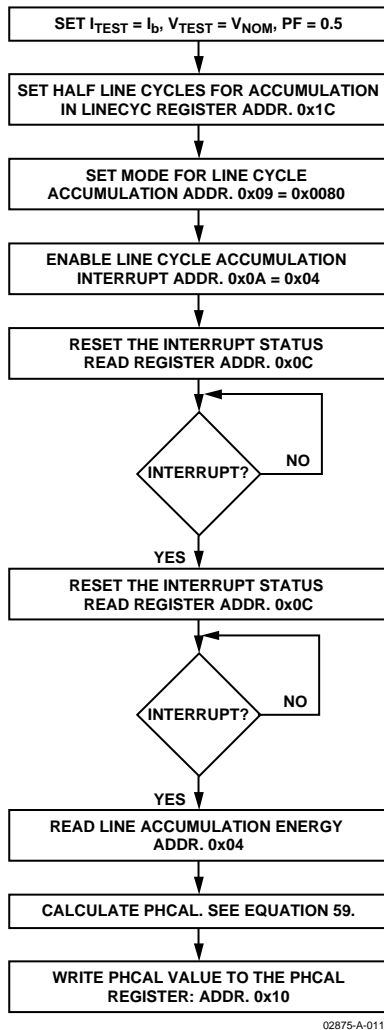 SET ITEST = Ib, VTEST = VNOM, PF = 0.5
SET HALF LINE CYCLES FOR ACCUMULATION
IN LINECYC REGISTER ADDR. 0x1C
SET MODE FOR LINE CYCLE
ACCUMULATION ADDR. 0x09 = 0x0080
ENABLE LINE CYCLE ACCUMULATION
INTERRUPT ADDR. 0x0A = 0x04
RESET THE INTERRUPT STATUS
READ REGISTER ADDR. 0x0C
INTERRUPT?
NO
YES
RESET THE INTERRUPT STATUS
READ REGISTER ADDR. 0x0C
INTERRUPT?
NO
YES
READ LINE ACCUMULATION ENERGY
ADDR. 0x04
CALCULATE PHCAL. SEE EQUATION 59.
WRITE PHCAL VALUE TO THE PHCAL
REGISTER: ADDR. 0x10
02875-A-011